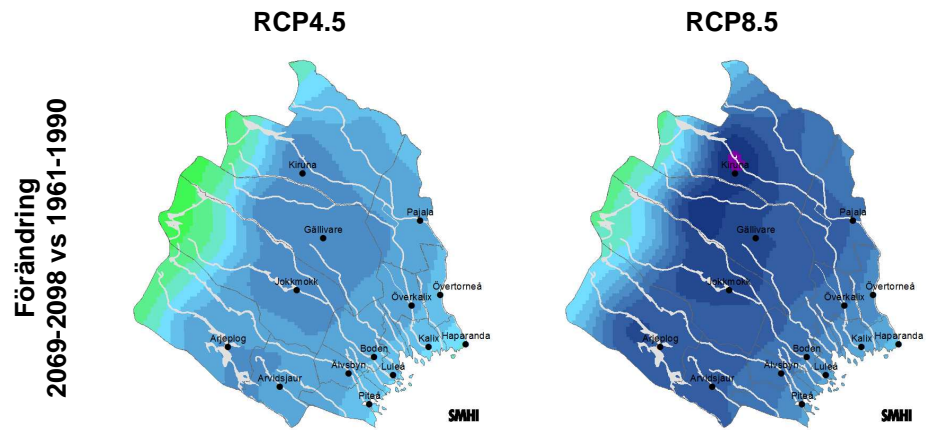 RCP4.5
RCP8.5
Förändring
2069-2098 vs 1961-1990
Kiruna
Pajala
Gällivare
Jokkmokk
Övertorneå
Överkalix
Arjeplog
Boden
Kalix
Haparanda
Älvsbyn
Luleå
Arvidsjaur
Piteå
SMHI
Kiruna
Pajala
Gällivare
Jokkmokk
Övertorneå
Överkalix
Arjeplog
Boden
Kalix
Haparanda
Älvsbyn
Luleå
Arvidsjaur
Piteå
SMHI